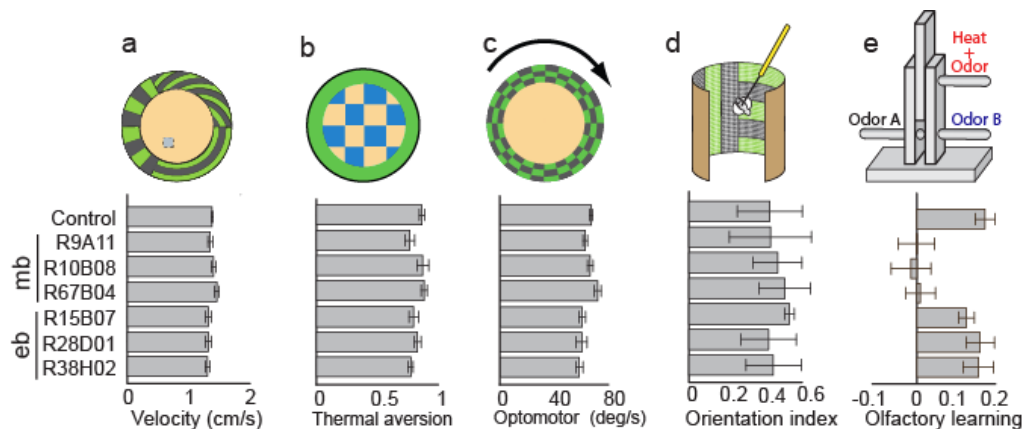 a
b
c
d
e
Heat
+
Odor
Odor A
Odor B
Control
R9A11
R10B08
R67B04
R15B07
R28D01
R38H02
mb
eb
0 1 2
Velocity (cm/s)
0 0.5 1
Thermal aversion
0 20 40 60 80
Optomotor (deg/s)
0 0.2 0.4 0.6
Orientation index
-0.1 0 0.1 0.2
Olfactory learning